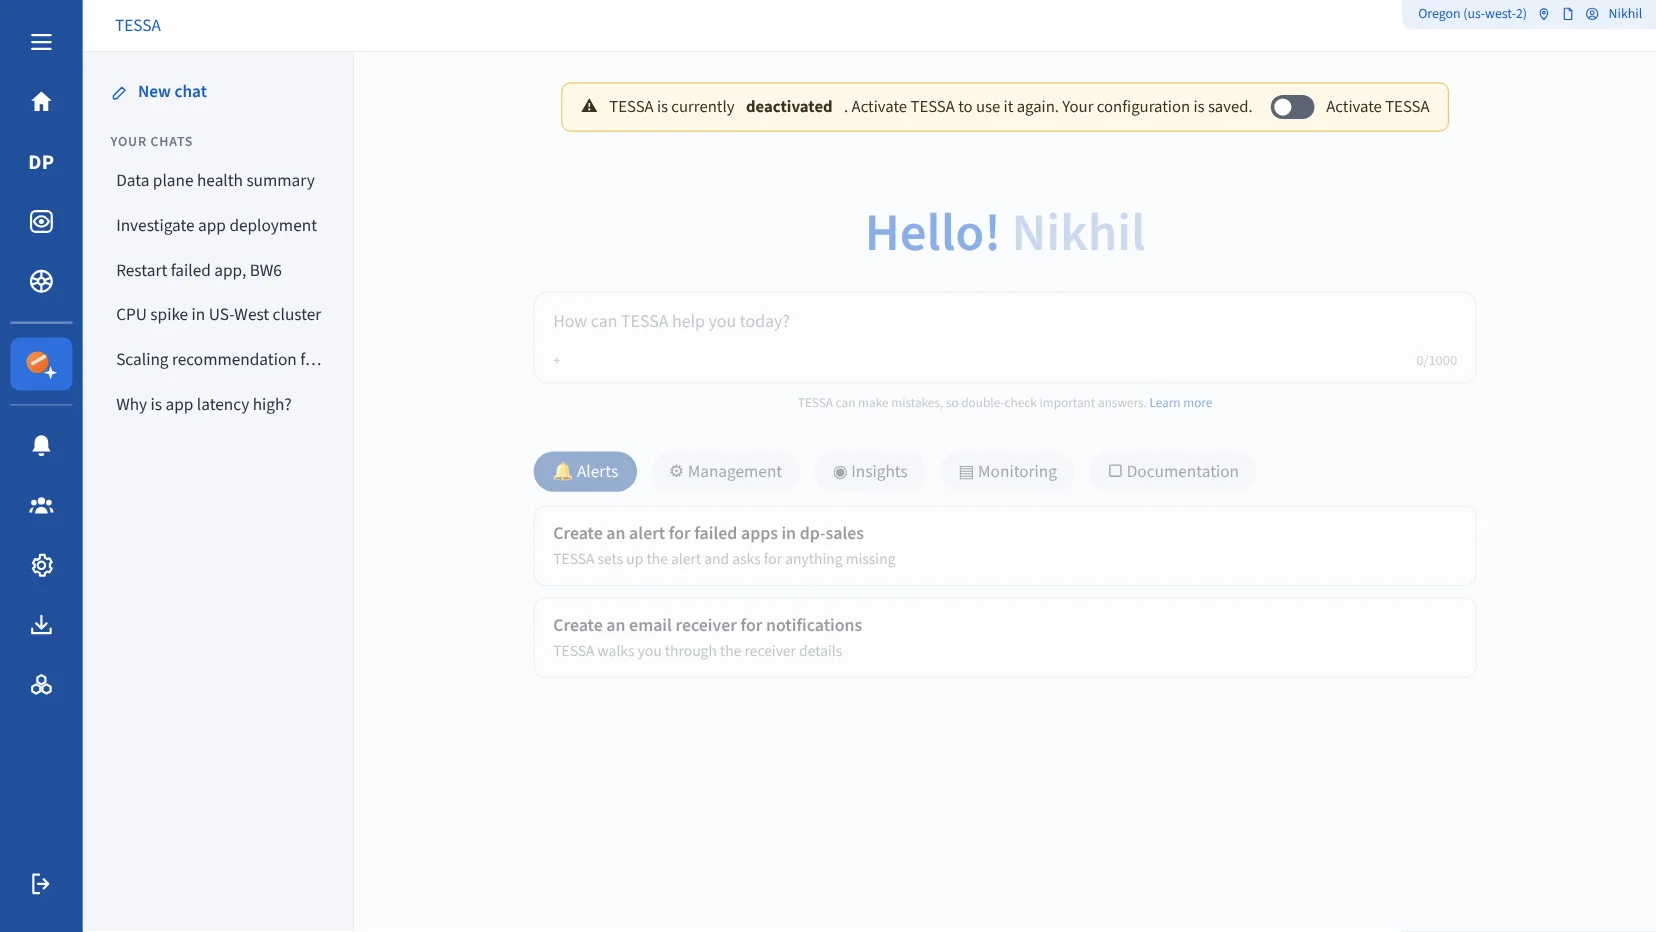 TESSA
Oregon (us-west-2) Nikhil
DP
New chat
YOUR CHATS
Data plane health summary
Investigate app deployment
Restart failed app, BW6
CPU spike in US-West cluster
Scaling recommendation f...
Why is app latency high?
TESSA is currently deactivated . Activate TESSA to use it again. Your configuration is saved. Activate TESSA
Hello! Nikhil
How can TESSA help you today?
+ 0/1000
TESSA can make mistakes, so double-check important answers. Learn more
Alerts Management Insights Monitoring Documentation
Create an alert for failed apps in dp-sales
TESSA sets up the alert and asks for anything missing
Create an email receiver for notifications
TESSA walks you through the receiver details